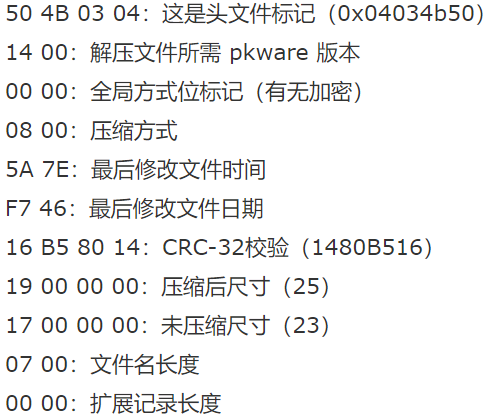 50 4B 03 04：这是头文件标记（0x04034b50）
14 00：解压文件所需 pkware 版本
00 00：全局方式位标记（有无加密）
08 00：压缩方式
5A 7E：最后修改文件时间
F7 46：最后修改文件日期
16 B5 80 14：CRC-32校验（1480B516）
19 00 00 00：压缩后尺寸（25）
17 00 00 00：未压缩尺寸（23）
07 00：文件名长度
00 00：扩展记录长度